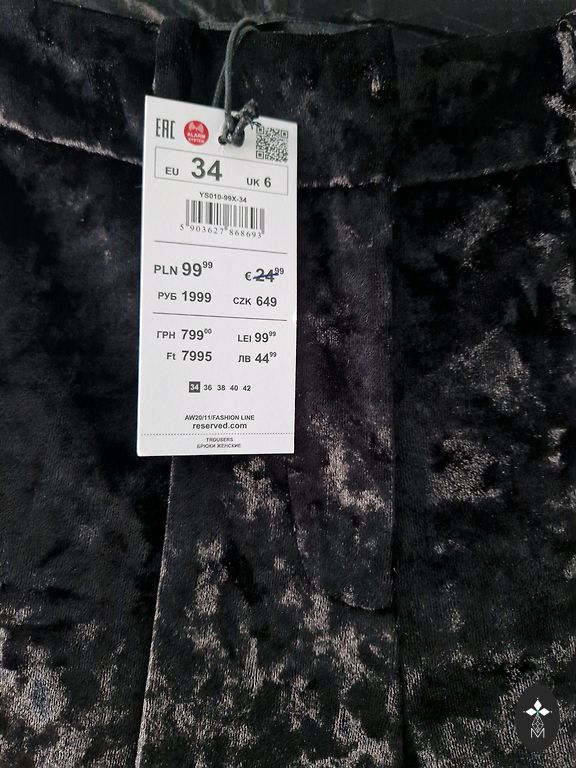 EAC ALARM SYSTEM
EU 34 UK 6
YS010-99X-34
5 903627 868693
PLN 99⁹⁹ € 24⁹⁹
РУБ 1999 CZK 649
ГРН 799⁰⁰ LEI 99⁹⁹
Ft 7995 ЛВ 44⁹⁹
34 36 38 40 42
AW20/11/FASHION LINE
reserved.com
TROUSERS
БРЮКИ ЖЕНСКИЕ
M